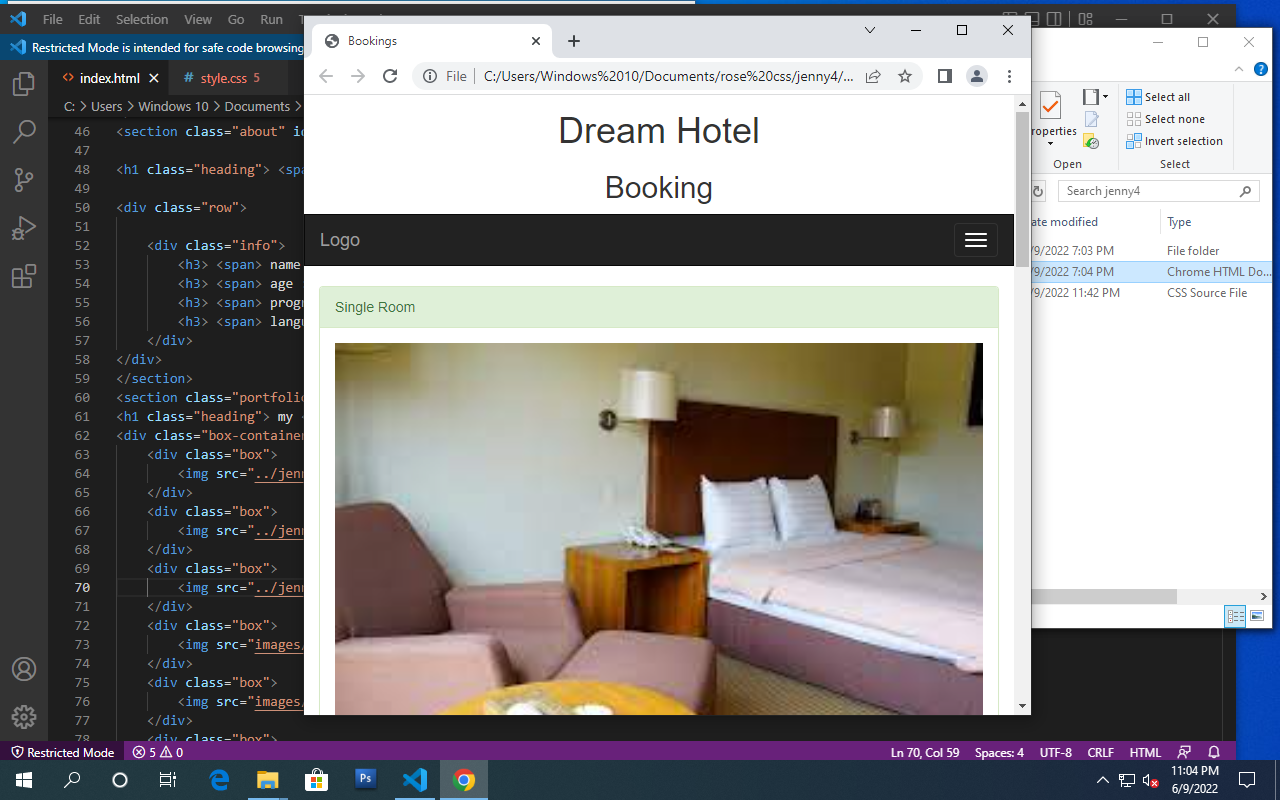 File Edit Selection View Go Run
Restricted Mode is intended for safe code browsing
index.html
style.css 5
C: > Users > Windows 10 > Documents >
46 <section class="about" id
47
48 <h1 class="heading"> <spa
49
50 <div class="row">
51
52 <div class="info">
53 <h3> <span> name
54 <h3> <span> age
55 <h3> <span> progr
56 <h3> <span> langu
57 </div>
58 </div>
59 </section>
60 <section class="portfolio
61 <h1 class="heading"> my
62 <div class="box-container
63 <div class="box">
64 <img src="../jenn
65 </div>
66 <div class="box">
67 <img src="../jenn
68 </div>
69 <div class="box">
70 <img src="../jenn
71 </div>
72 <div class="box">
73 <img src="images/
74 </div>
75 <div class="box">
76 <img src="images/
77 </div>
78 <div class="box">
Restricted Mode
5 0
Ln 70, Col 59 Spaces: 4 UTF-8 CRLF HTML
Bookings
File C:/Users/Windows%2010/Documents/rose%20css/jenny4/...
Dream Hotel
Booking
Logo
Single Room
roperties
Open
Select all
Select none
Invert selection
Select
Search jenny4
ate modified Type
/9/2022 7:03 PM File folder
/9/2022 7:04 PM Chrome HTML Do...
/9/2022 11:42 PM CSS Source File
Ps
11:04 PM
6/9/2022